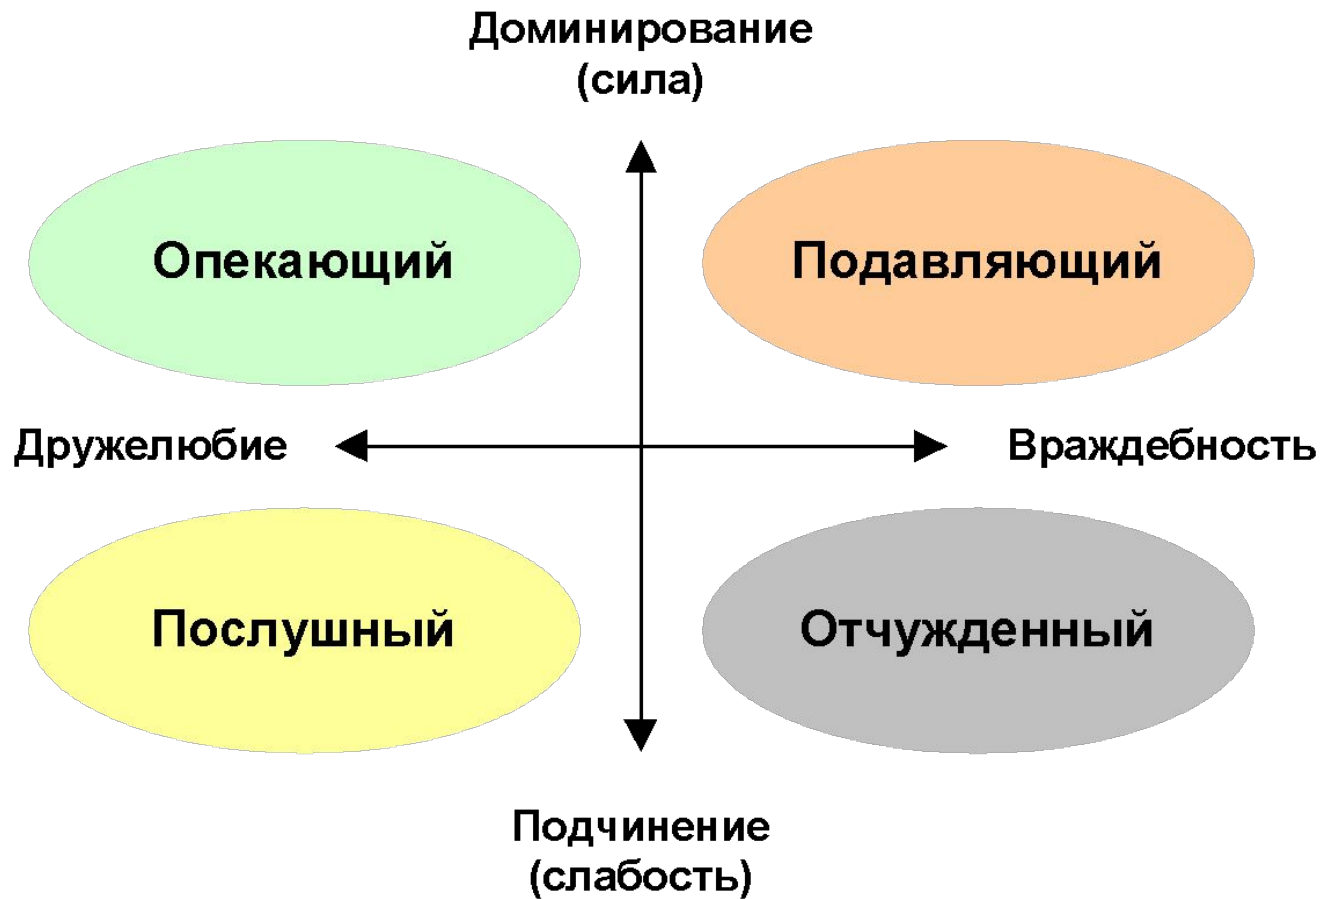 Доминирование
(сила)
Опекающий
Подавляющий
Дружелюбие
Враждебность
Послушный
Отчужденный
Подчинение
(слабость)